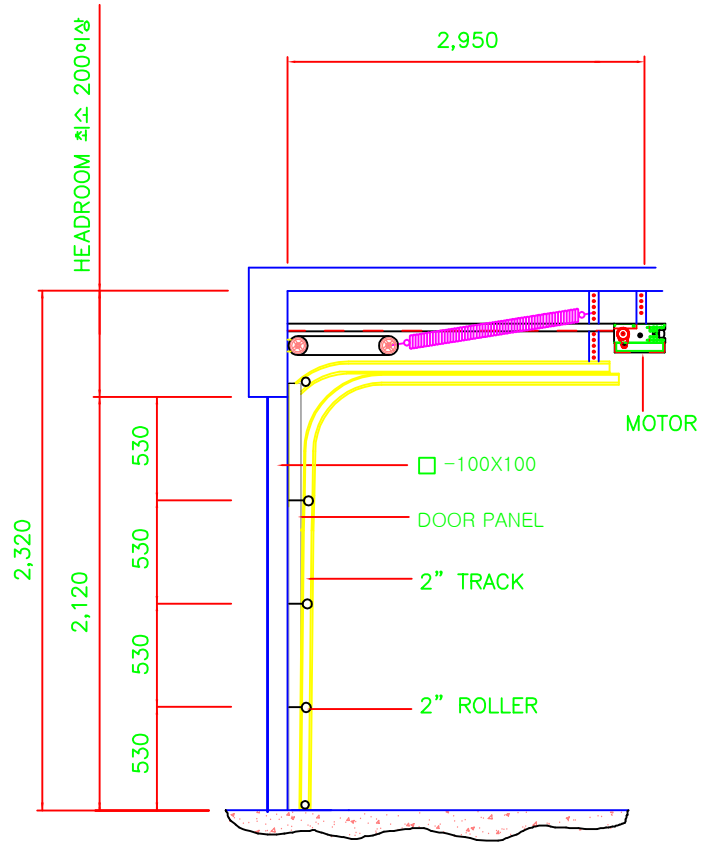 2,950
HEADROOM 최소 200이상
MOTOR
530
□ -100X100
DOOR PANEL
530
2,320
2,120
2” TRACK
530
2” ROLLER
530